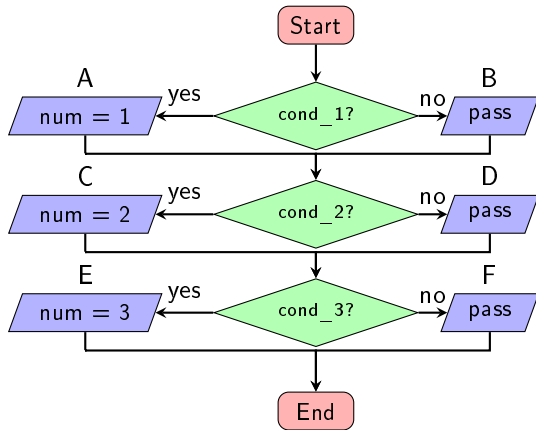 Start
A
B
yes
no
num = 1
cond_1?
pass
C
D
yes
no
num = 2
cond_2?
pass
E
F
yes
no
num = 3
cond_3?
pass
End